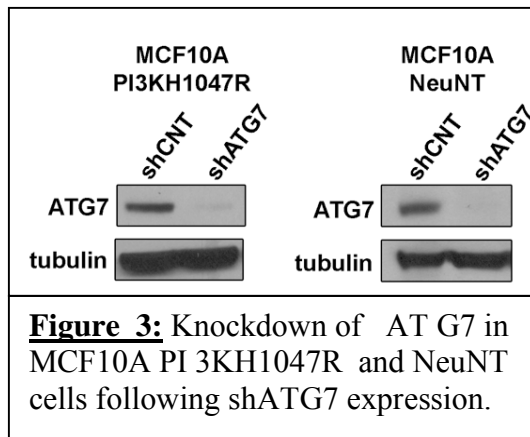 MCF10A
PI3KH1047R
shCNT
shATG7
ATG7
tubulin
MCF10A
NeuNT
shCNT
shATG7
ATG7
tubulin
Figure 3: Knockdown of AT G7 in
MCF10A PI 3KH1047R and NeuNT
cells following shATG7 expression.